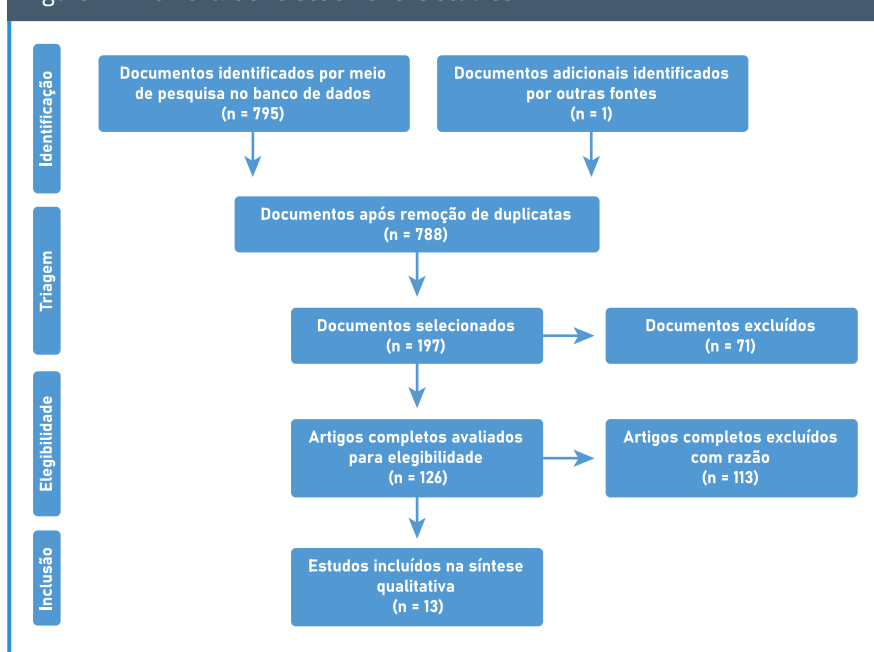 Identificação
Documentos identificados por meio
de pesquisa no banco de dados
(n = 795)
Documentos adicionais identificados
por outras fontes
(n = 1)
Triagem
Documentos após remoção de duplicatas
(n = 788)
Documentos selecionados
(n = 197)
Documentos excluídos
(n = 71)
Elegibilidade
Artigos completos avaliados
para elegibilidade
(n = 126)
Artigos completos excluídos
com razão
(n = 113)
Inclusão
Estudos incluídos na síntese
qualitativa
(n = 13)